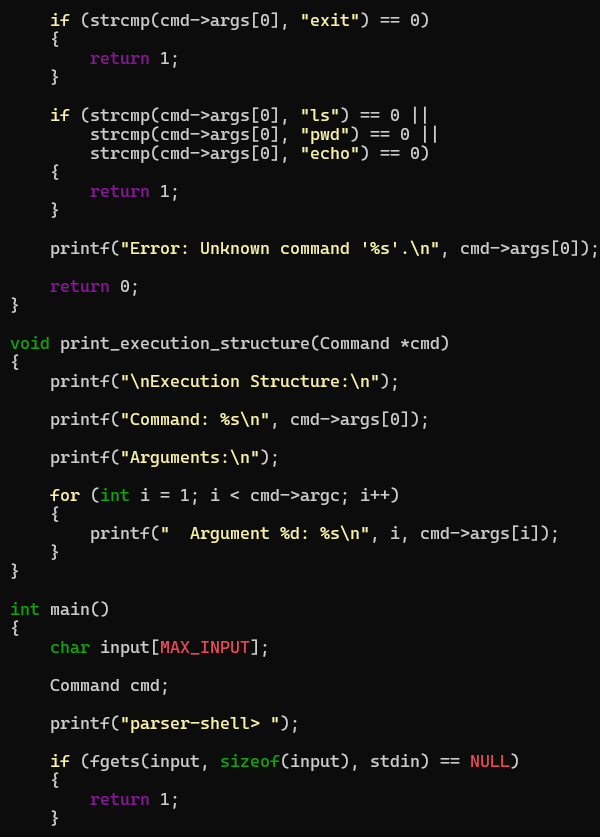 if (strcmp(cmd->args[0], "exit") == 0)
{
return 1;
}
if (strcmp(cmd->args[0], "ls") == 0 ||
strcmp(cmd->args[0], "pwd") == 0 ||
strcmp(cmd->args[0], "echo") == 0)
{
return 1;
}
printf("Error: Unknown command '%s'.\n", cmd->args[0]);
return 0;
}
void print_execution_structure(Command *cmd)
{
printf("\nExecution Structure:\n");
printf("Command: %s\n", cmd->args[0]);
printf("Arguments:\n");
for (int i = 1; i < cmd->argc; i++)
{
printf("  Argument %d: %s\n", i, cmd->args[i]);
}
}
int main()
{
char input[MAX_INPUT];
Command cmd;
printf("parser-shell> ");
if (fgets(input, sizeof(input), stdin) == NULL)
{
return 1;
}